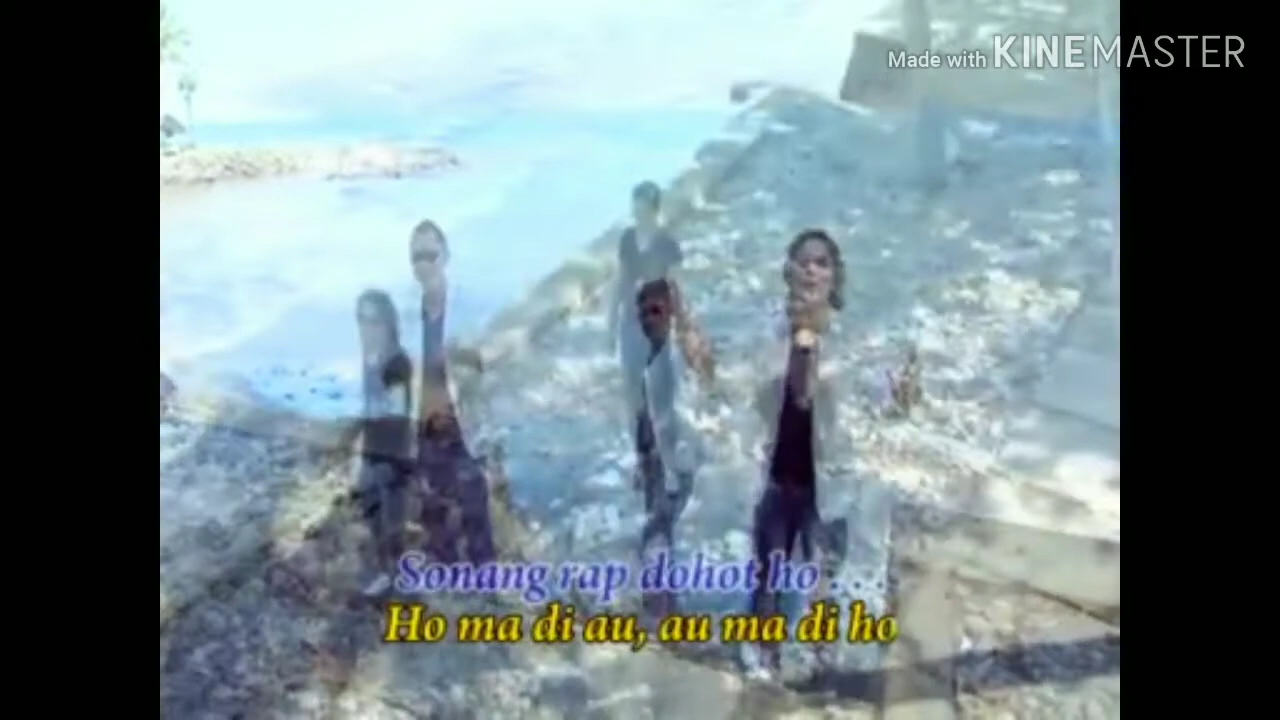 Made with KINEMASTER
Sonang rap dohot ho . . .
Ho ma di au, au ma di ho